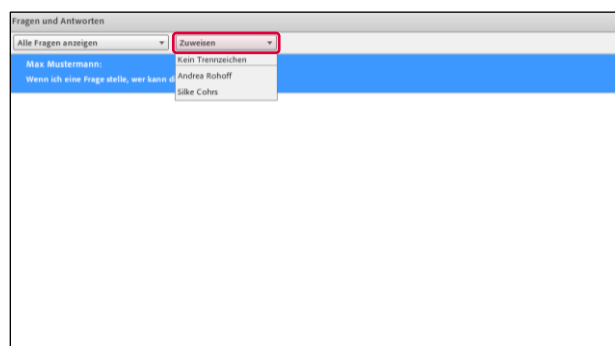 Fragen und Antworten
Alle Fragen anzeigen
Zuweisen
Kein Trennzeichen
Andrea Rohoff
Silke Cohrs
Max Mustermann:
Wenn ich eine Frage stelle, wer kann d